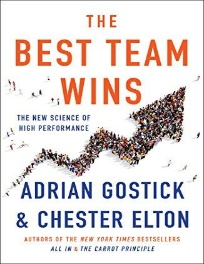 THE
BEST TEAM
WINS
THE NEW SCIENCE OF
HIGH PERFORMANCE
ADRIAN GOSTICK
& CHESTER ELTON
AUTHORS OF THE NEW YORK TIMES BESTSELLERS
ALL IN & THE CARROT PRINCIPLE